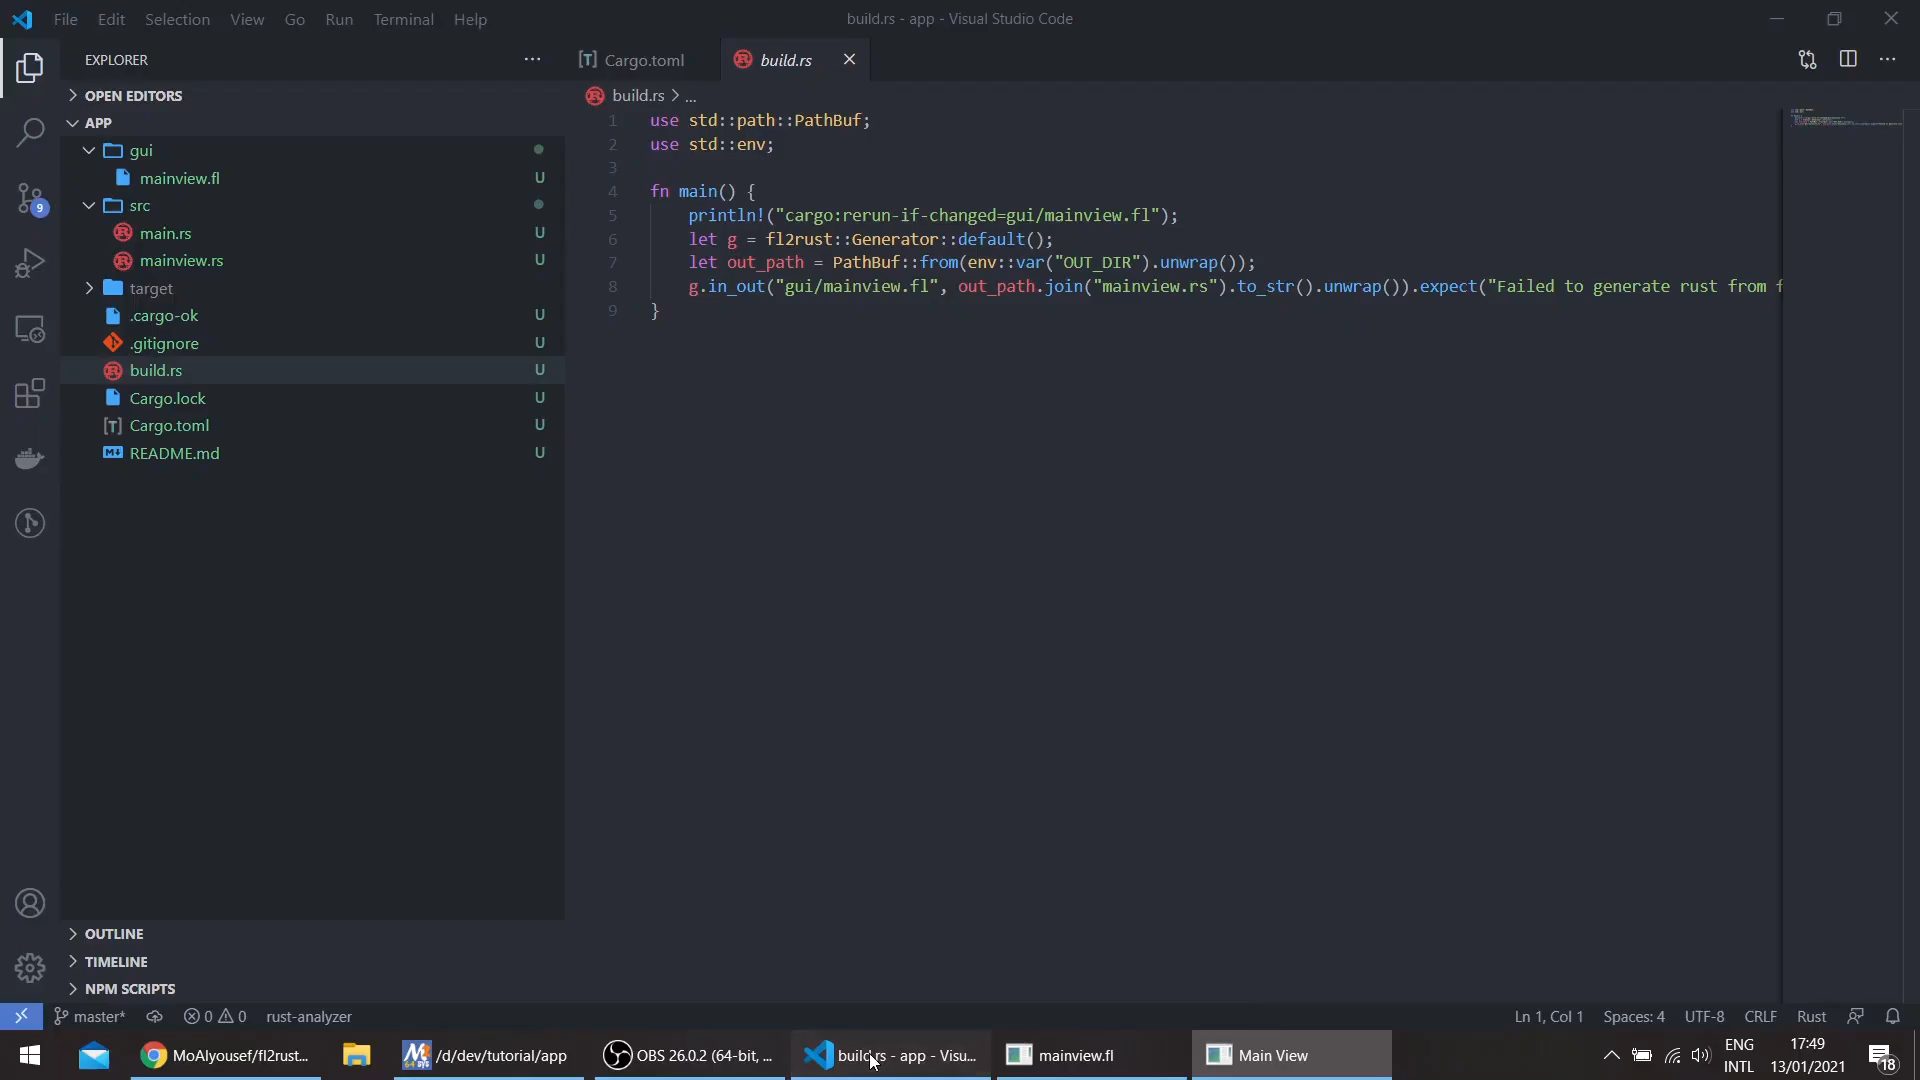 File Edit Selection View Go Run Terminal Help
build.rs - app - Visual Studio Code
EXPLORER
OPEN EDITORS
APP
gui
mainview.fl U
src
main.rs U
mainview.rs U
target
.cargo-ok U
.gitignore U
build.rs U
Cargo.lock U
Cargo.toml U
README.md U
OUTLINE
TIMELINE
NPM SCRIPTS
9
Cargo.toml
build.rs
build.rs > ...
1 use std::path::PathBuf;
2 use std::env;
3
4 fn main() {
5 println!("cargo:rerun-if-changed=gui/mainview.fl");
6 let g = fl2rust::Generator::default();
7 let out_path = PathBuf::from(env::var("OUT_DIR").unwrap());
8 g.in_out("gui/mainview.fl", out_path.join("mainview.rs").to_str().unwrap()).expect("Failed to generate rust from f
9 }
master* 0 0 rust-analyzer
Ln 1, Col 1 Spaces: 4 UTF-8 CRLF Rust
MoAlyousef/fl2rust...
/d/dev/tutorial/app
OBS 26.0.2 (64-bit, ...
build.rs - app - Visu...
mainview.fl
Main View
ENG
INTL
17:49
13/01/2021
18